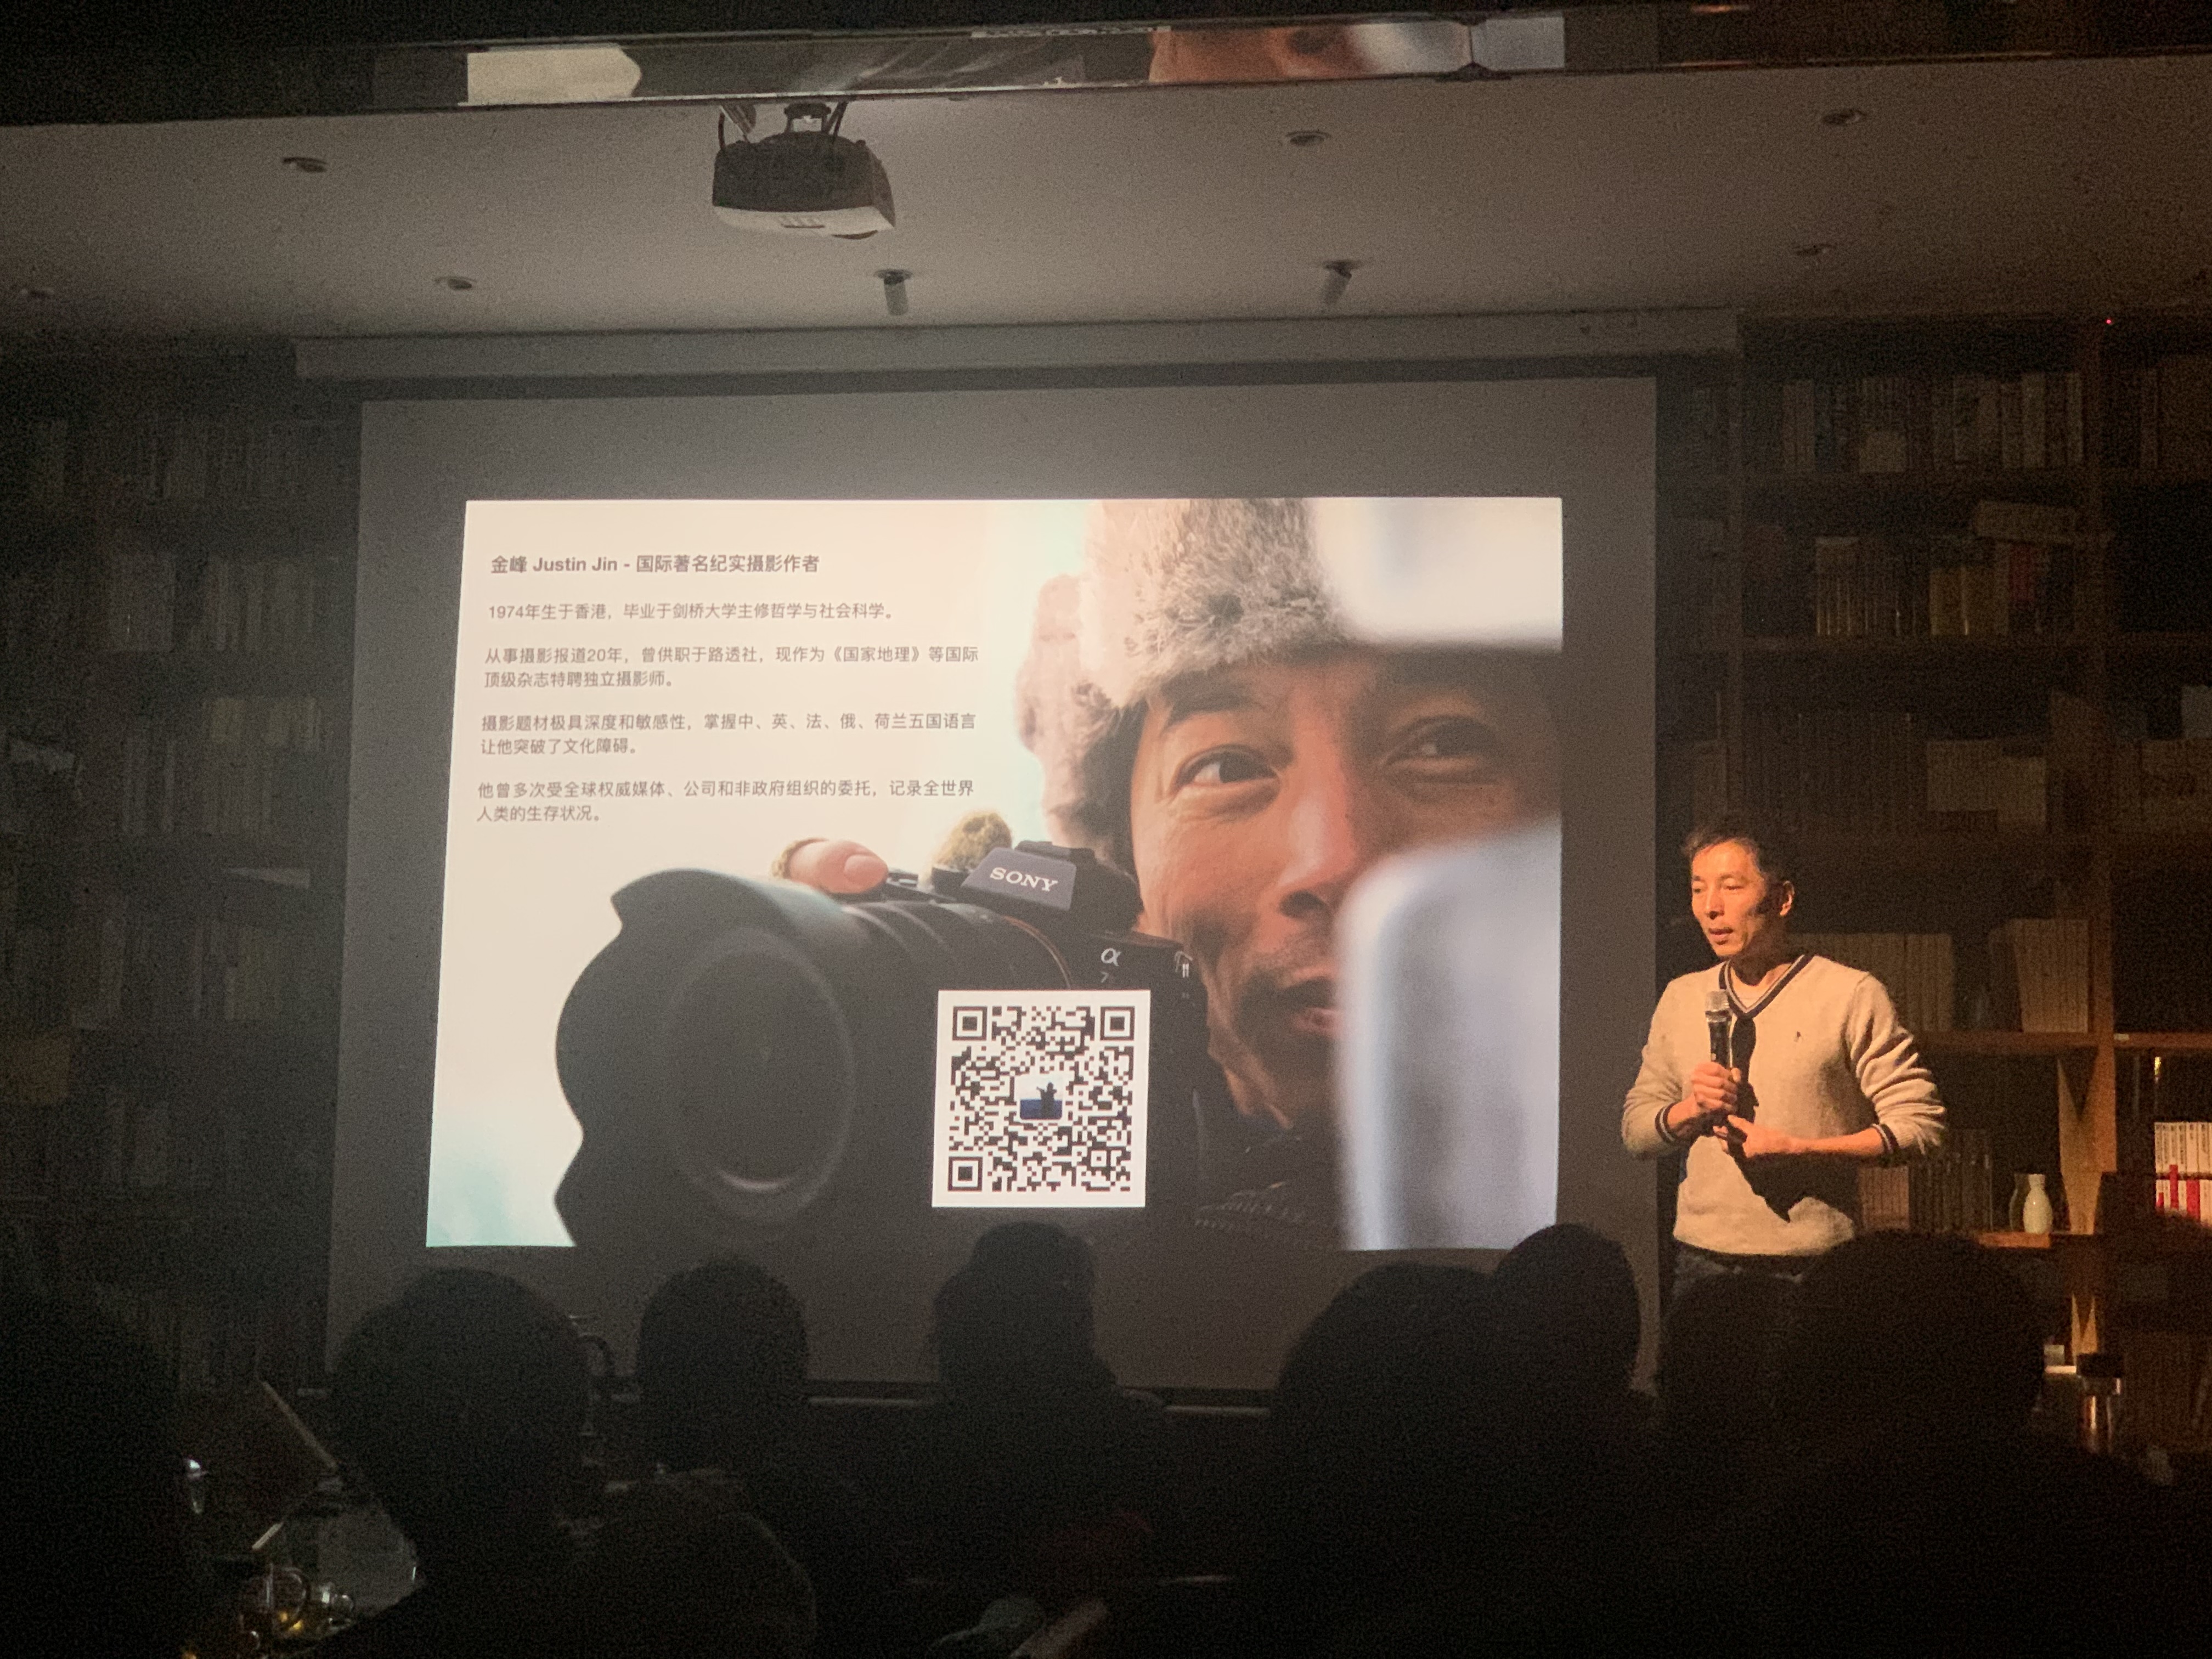 金峰 Justin Jin - 国际著名纪实摄影作者
1974年生于香港，毕业于剑桥大学主修哲学与社会科学。
从事摄影报道20年，曾供职于路透社，现作为《国家地理》等国际
顶级杂志特聘独立摄影师。
摄影题材极具深度和敏感性，掌握中、英、法、俄、荷兰五国语言
让他突破了文化障碍。
他曾多次受全球权威媒体、公司和非政府组织的委托，记录全世界
人类的生存状况。
SONY
α
7